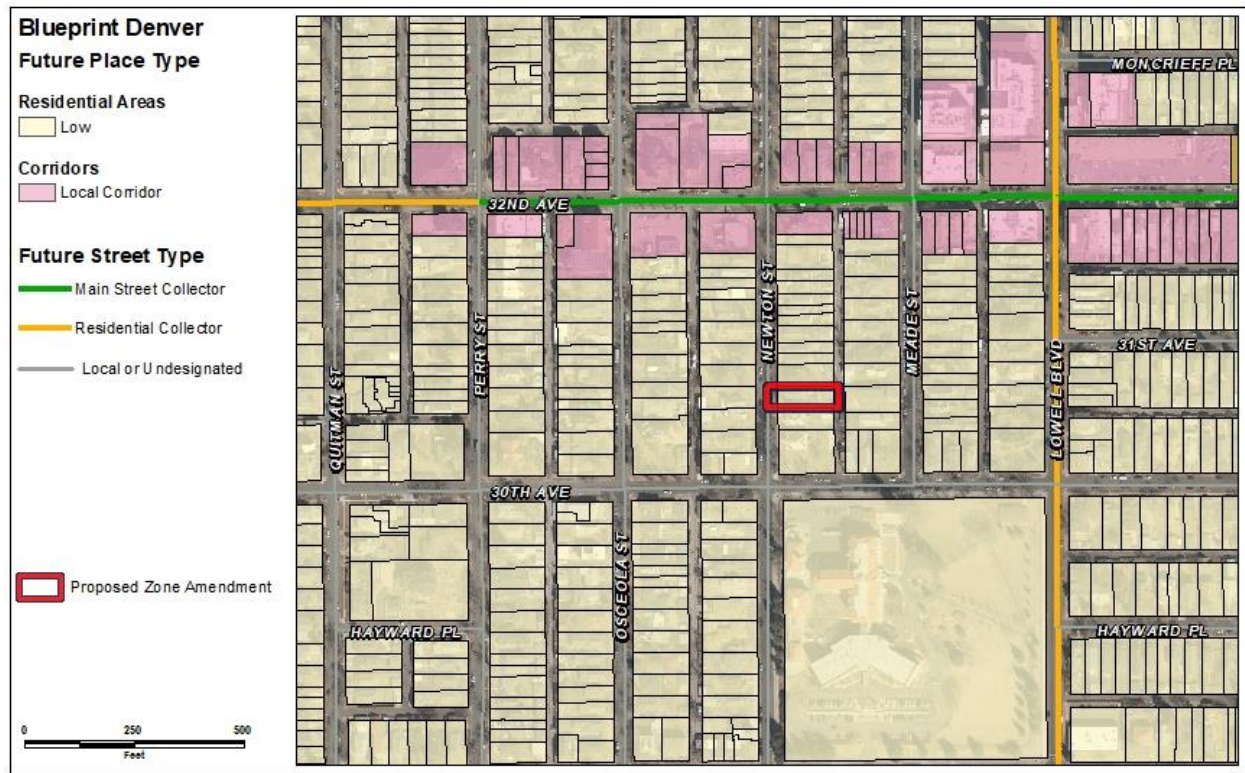 Blueprint Denver
Future Place Type
Residential Areas
Low
Corridors
Local Corridor
Future Street Type
Main Street Collector
Residential Collector
Local or Undesignated
Proposed Zone Amendment
0 250 500
Feet
MONCRIEFF PL
32ND AVE
NEWTON ST
MEADE ST
31ST AVE
PERRY ST
QUITMAN ST
LOWELL BLVD
30TH AVE
OSCEOLA ST
HAYWARD PL
HAYWARD PL